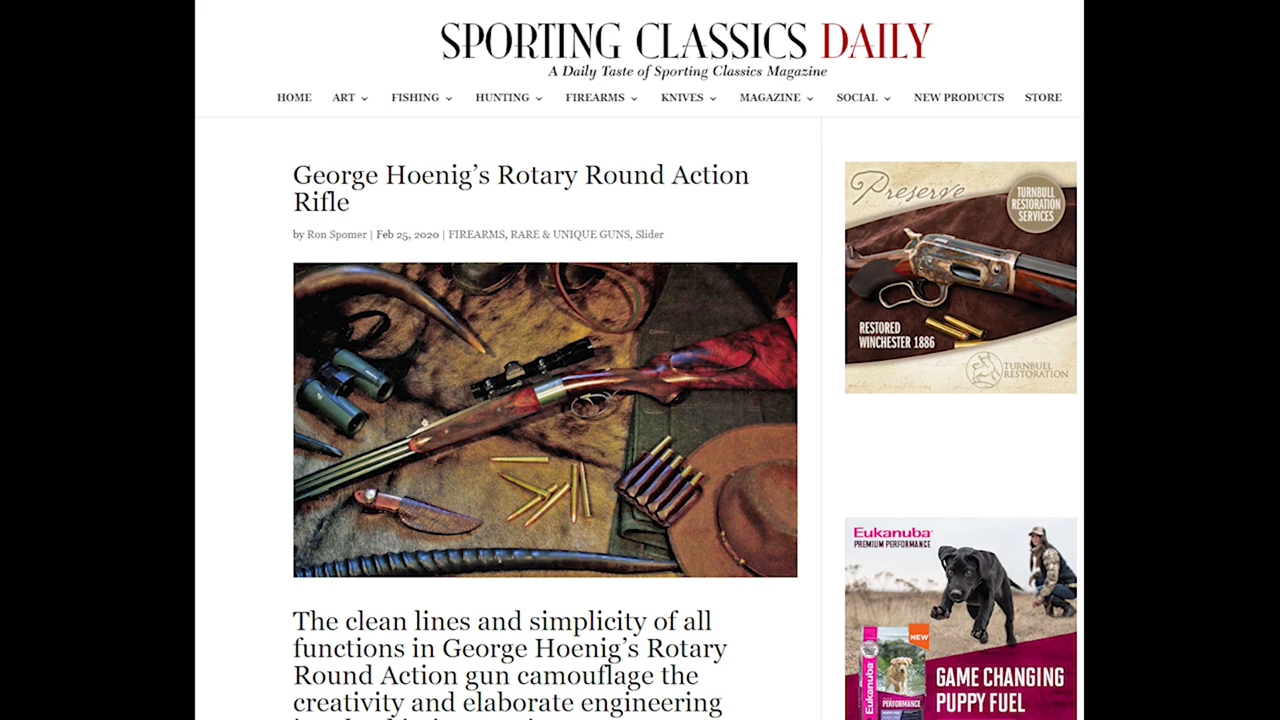 SPORTING CLASSICS DAILY
A Daily Taste of Sporting Classics Magazine
HOME ART FISHING HUNTING FIREARMS KNIVES MAGAZINE SOCIAL NEW PRODUCTS STORE
George Hoenig's Rotary Round Action
Rifle
by Ron Spomer | Feb 25, 2020 | FIREARMS, RARE & UNIQUE GUNS, Slider
The clean lines and simplicity of all
functions in George Hoenig's Rotary
Round Action gun camouflage the
creativity and elaborate engineering
Preserve
TURNBULL
RESTORATION
SERVICES
RESTORED
WINCHESTER 1886
TURNBULL
RESTORATION
Eukanuba
PREMIUM PERFORMANCE
NEW
Eukanuba
PERFORMANCE
GAME CHANGING
PUPPY FUEL